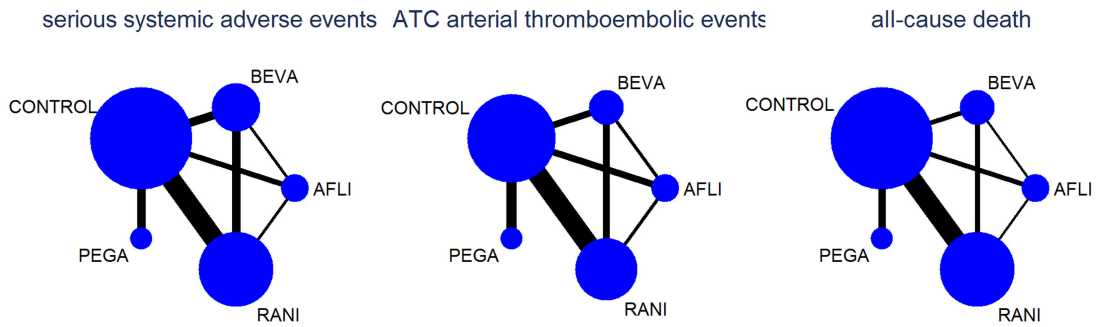 serious systemic adverse events
ATC arterial thromboembolic events
all-cause death
BEVA
CONTROL
AFLI
PEGA
RANI
BEVA
CONTROL
AFLI
PEGA
RANI
BEVA
CONTROL
AFLI
PEGA
RANI